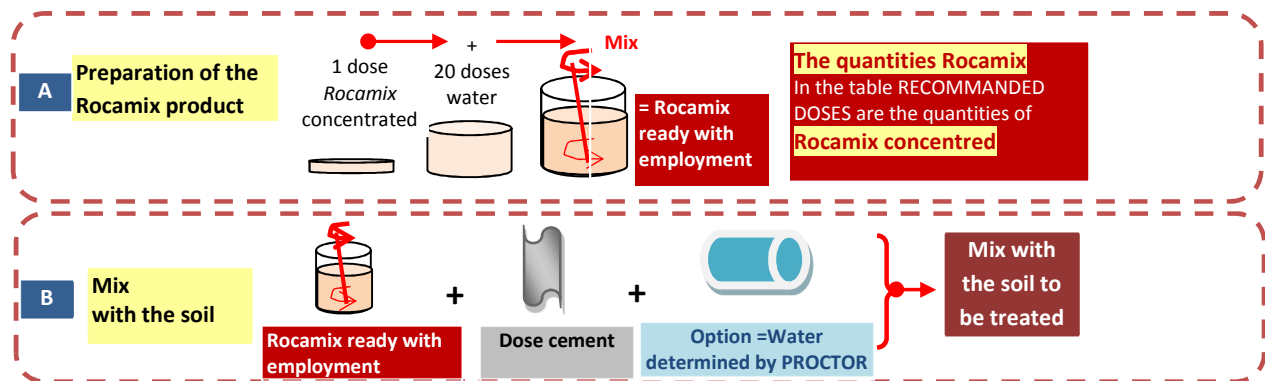 A
Preparation of the
Rocamix product
1 dose
Rocamix
concentrated
+
20 doses
water
Mix
= Rocamix
ready with
employment
The quantities Rocamix
In the table RECOMMANDED
DOSES are the quantities of
Rocamix concentred
B
Mix
with the soil
Rocamix ready with
employment
+
Dose cement
+
Option =Water
determined by PROCTOR
Mix with
the soil to
be treated